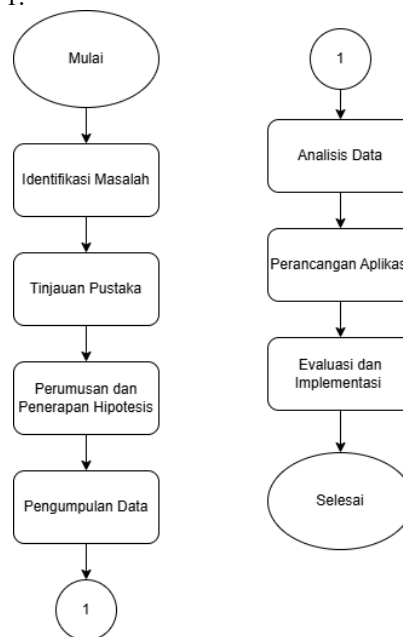 1.
Mulai
Identifikasi Masalah
Tinjauan Pustaka
Perumusan dan
Penerapan Hipotesis
Pengumpulan Data
1
1
Analisis Data
Perancangan Aplikasi
Evaluasi dan
Implementasi
Selesai